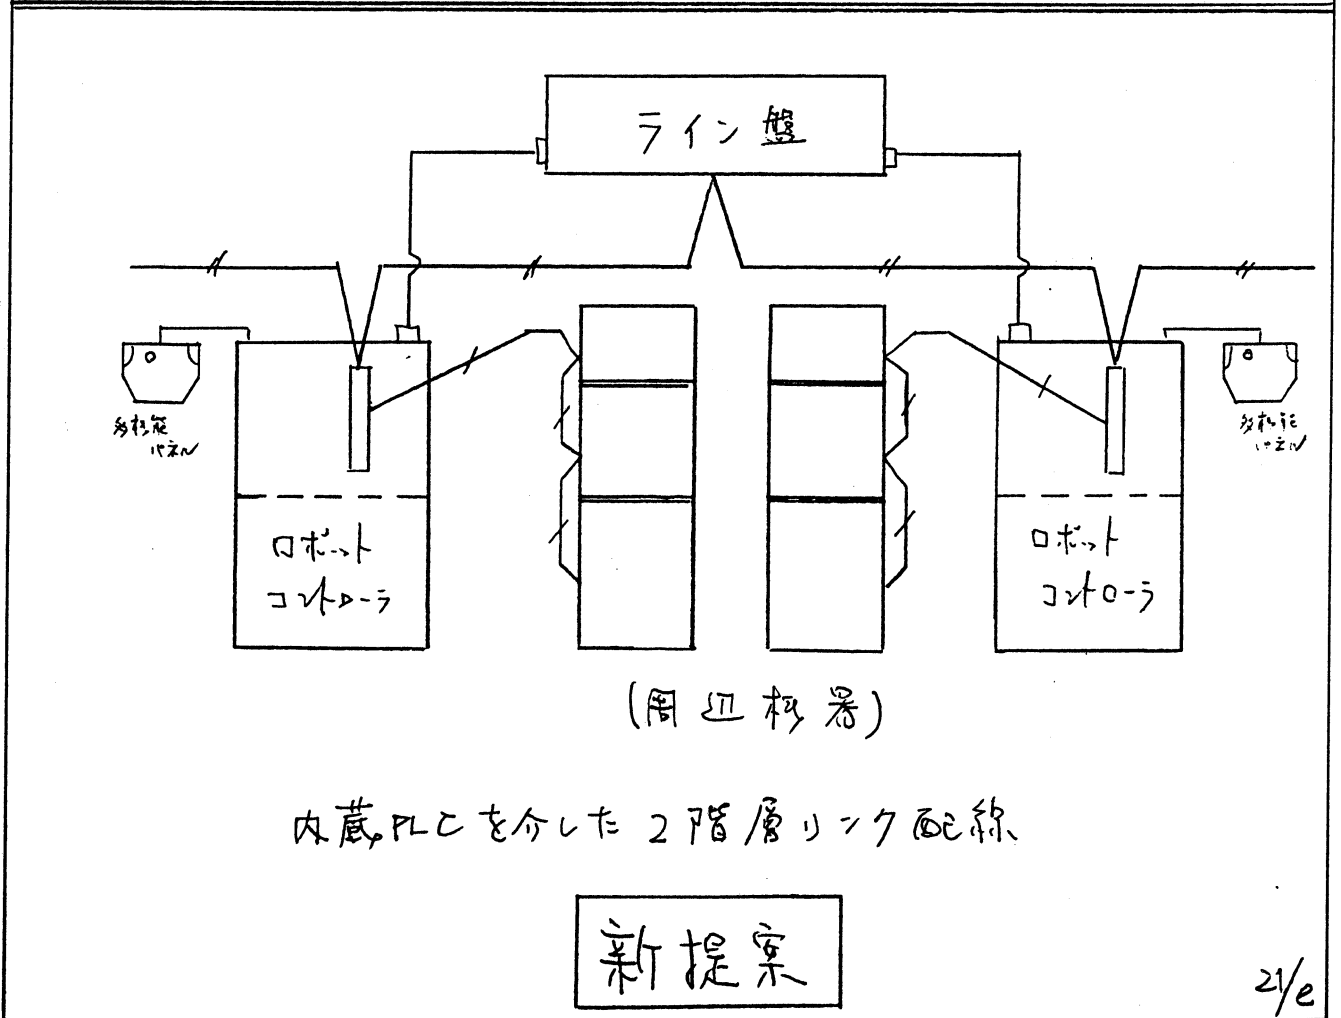 ライン盤
多機能
パネル
多機能
パネル
ロボット
コントローラ
ロボット
コントローラ
(周辺機器)
内蔵PLCを介した2階層リンク配線
新提案
21/e